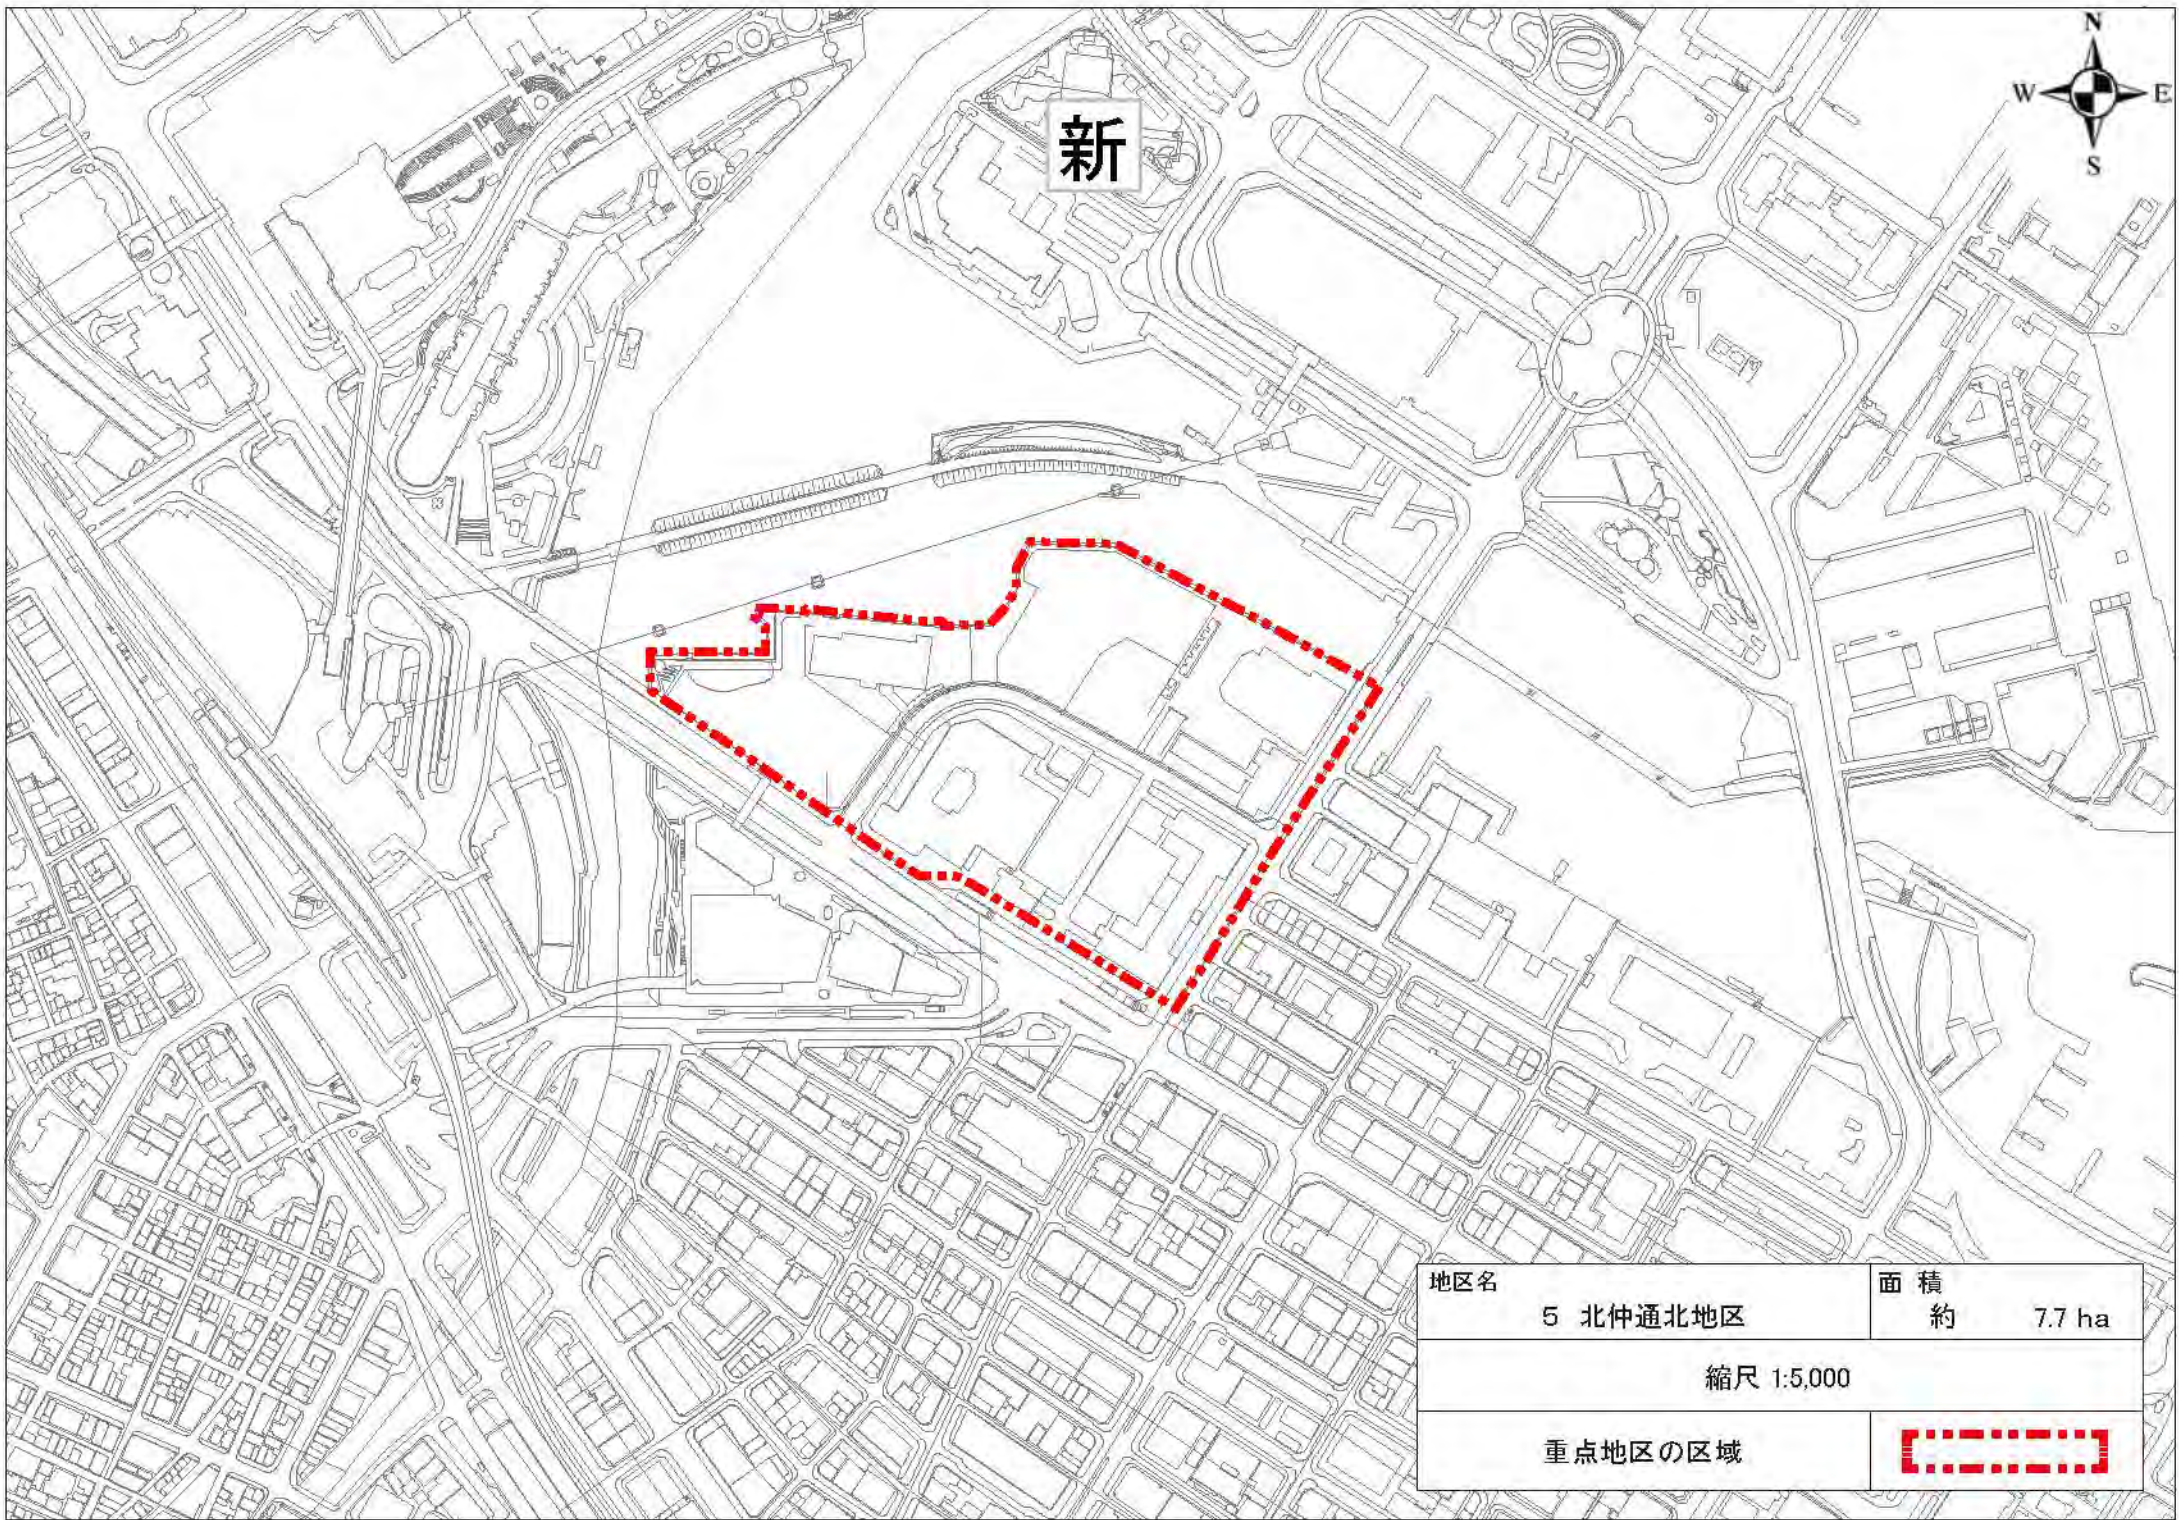 N
新
W E
S
地区名
5 北仲通北地区
面 積
約 7.7 ha
縮尺 1:5,000
重点地区の区域